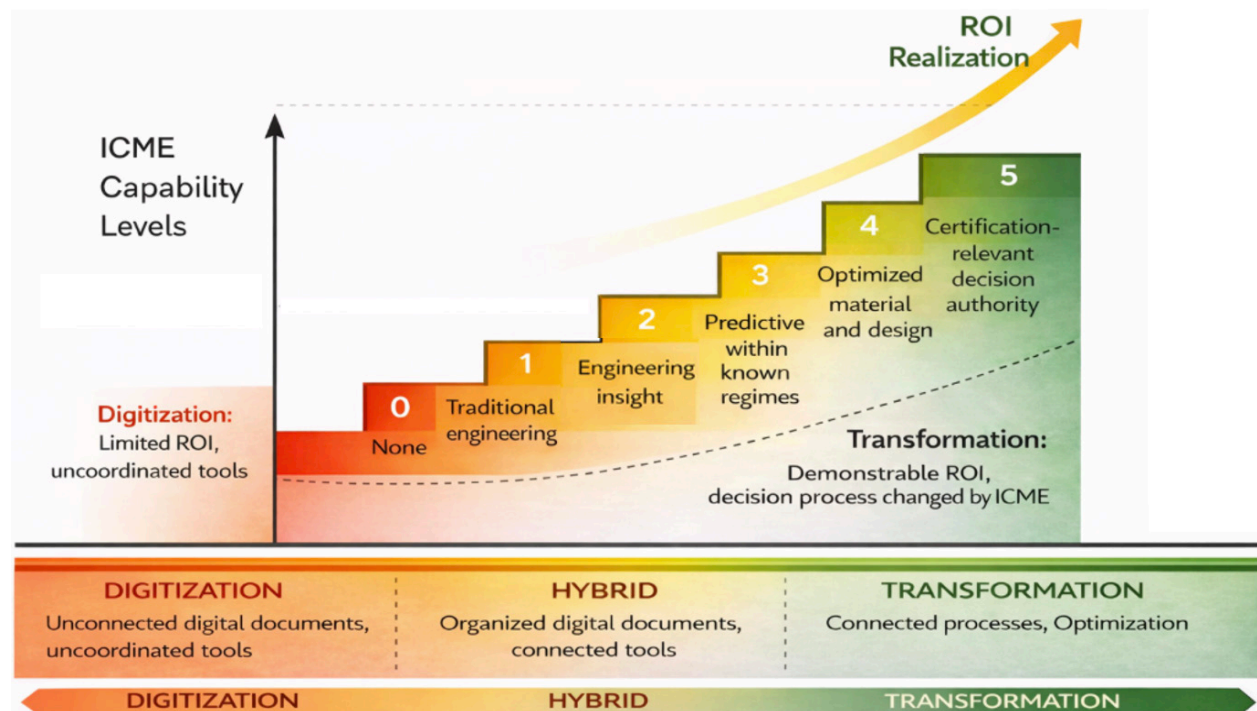 ROI
Realization
ICME
Capability
Levels
5
Certification-
relevant
decision
authority
4
Optimized
material
and design
3
Predictive
within
known
regimes
2
Engineering
insight
1
Traditional
engineering
0
None
Digitization:
Limited ROI,
uncoordinated tools
Transformation:
Demonstrable ROI,
decision process changed by ICME
DIGITIZATION
Unconnected digital documents,
uncoordinated tools
HYBRID
Organized digital documents,
connected tools
TRANSFORMATION
Connected processes, Optimization
DIGITIZATION
HYBRID
TRANSFORMATION